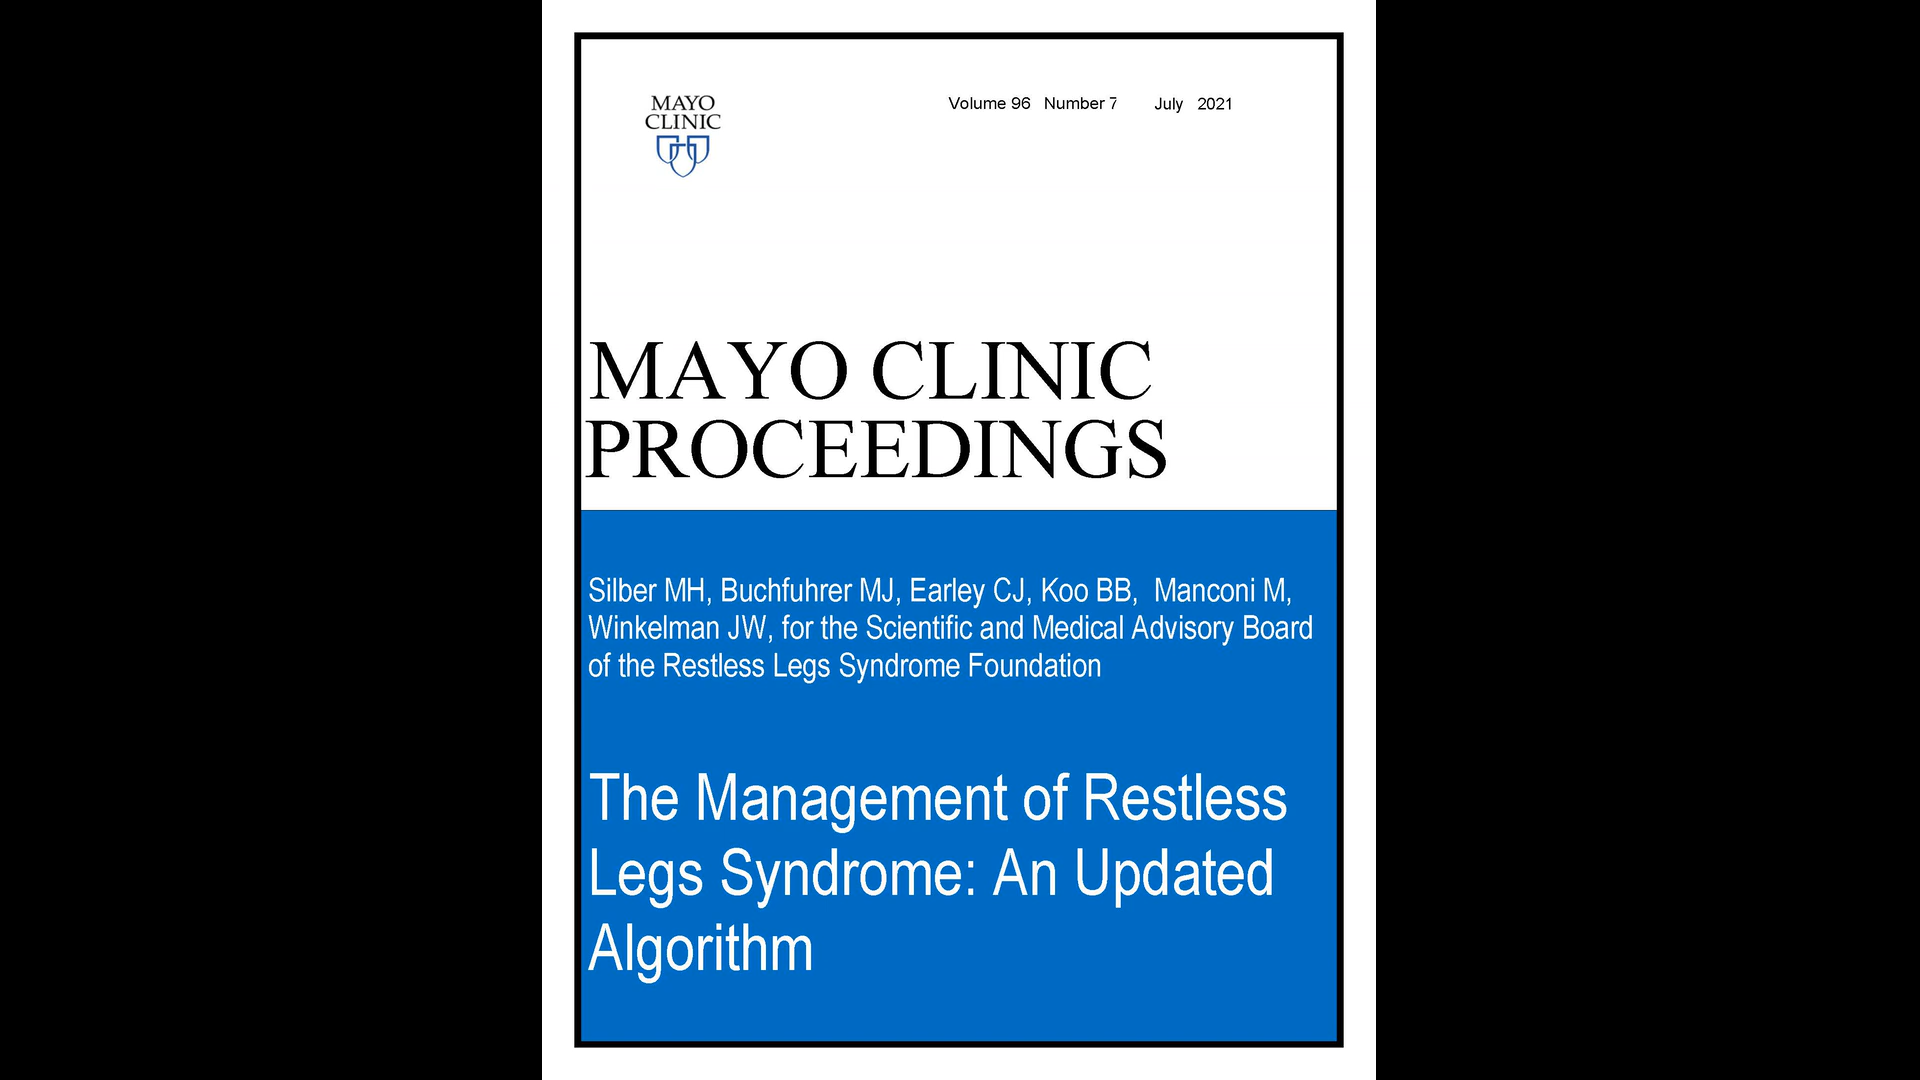 MAYO
CLINIC
Volume 96 Number 7 July 2021
MAYO CLINIC
PROCEEDINGS
Silber MH, Buchfuhrer MJ, Earley CJ, Koo BB, Manconi M,
Winkelman JW, for the Scientific and Medical Advisory Board
of the Restless Legs Syndrome Foundation
The Management of Restless
Legs Syndrome: An Updated
Algorithm